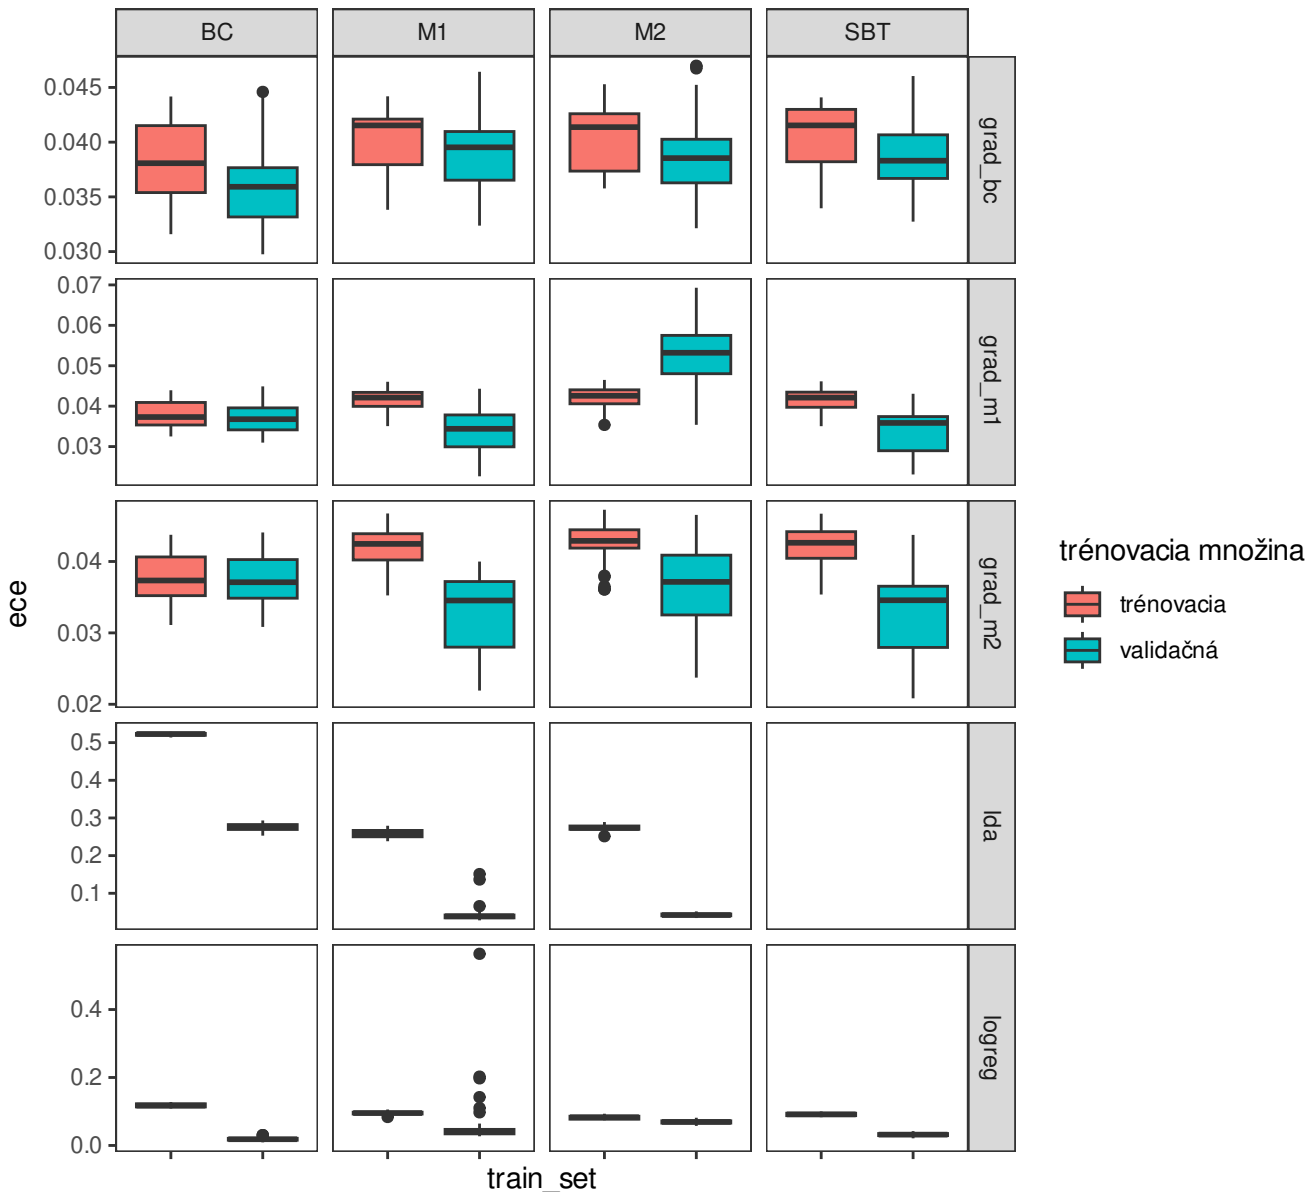 BC M1 M2 SBT
0.045
0.040
0.035
0.030
grad_bc
0.07
0.06
0.05
0.04
0.03
grad_m1
0.04
0.03
0.02
grad_m2
0.5
0.4
0.3
0.2
0.1
lda
0.4
0.2
0.0
logreg
ece
train_set
trénovacia množina
trénovacia
validačná